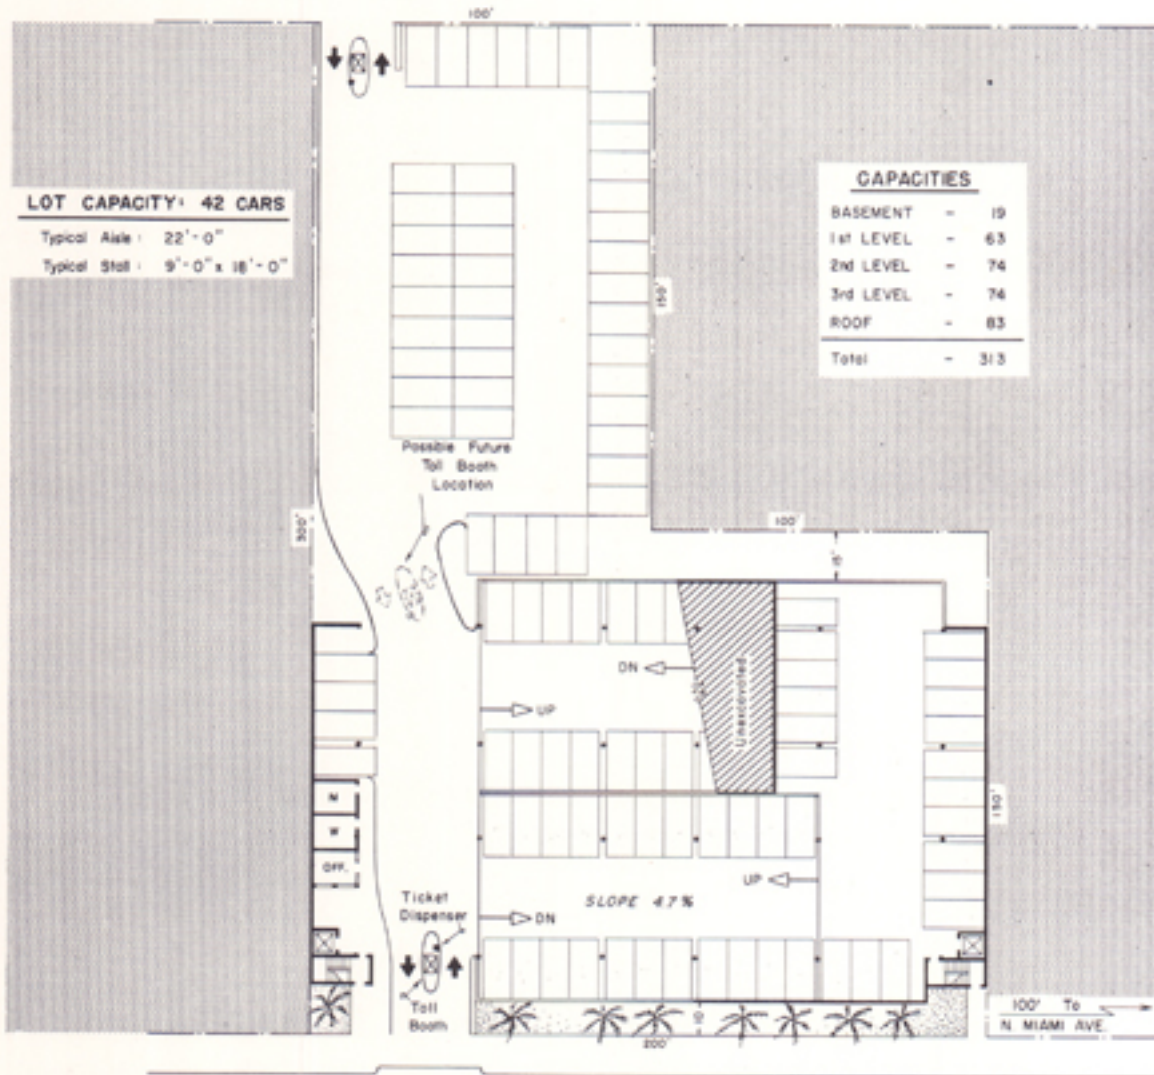 100'
LOT CAPACITY: 42 CARS
Typical Aisle : 22'-0"
Typical Stall : 9'-0" x 18'-0"
CAPACITIES
BASEMENT - 19
1st LEVEL - 63
2nd LEVEL - 74
3rd LEVEL - 74
ROOF - 83
Total - 313
150'
Possible Future
Toll Booth
Location
300'
100'
15'
DN
UP
Unexcavated
N
W
OFF.
150'
UP
SLOPE 4.7%
DN
Ticket
Dispenser
Toll
Booth
10'
200'
100' To
N MIAMI AVE.